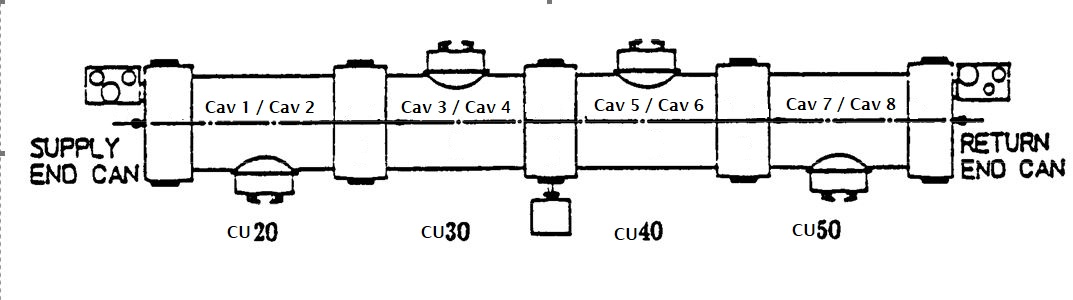 Cav 1 / Cav 2
Cav 3 / Cav 4
Cav 5 / Cav 6
Cav 7 / Cav 8
SUPPLY
END CAN
RETURN
END CAN
CU20
CU30
CU40
CU50